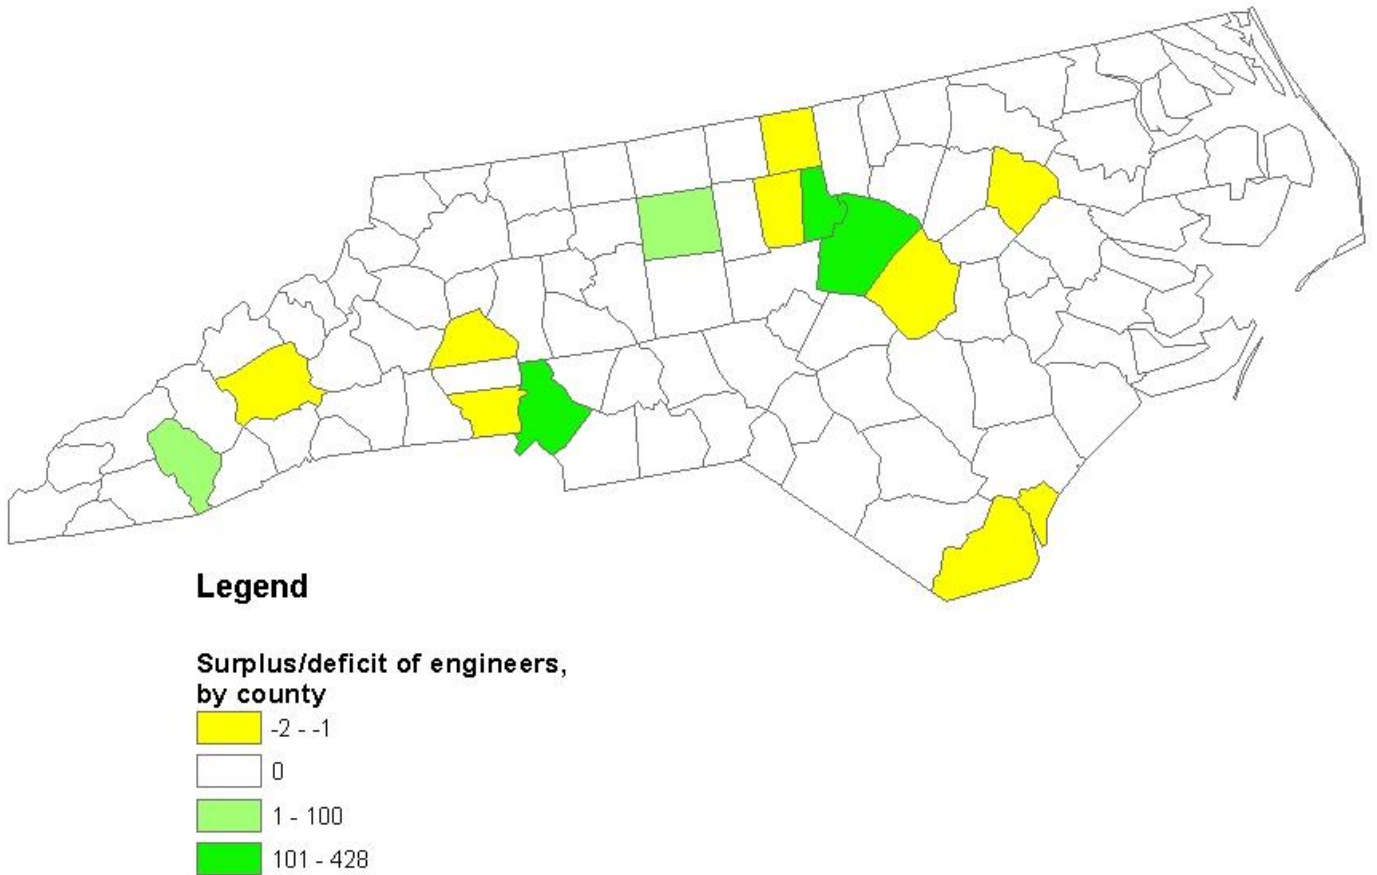 Legend
Surplus/deficit of engineers,
by county
-2 - -1
0
1 - 100
101 - 428